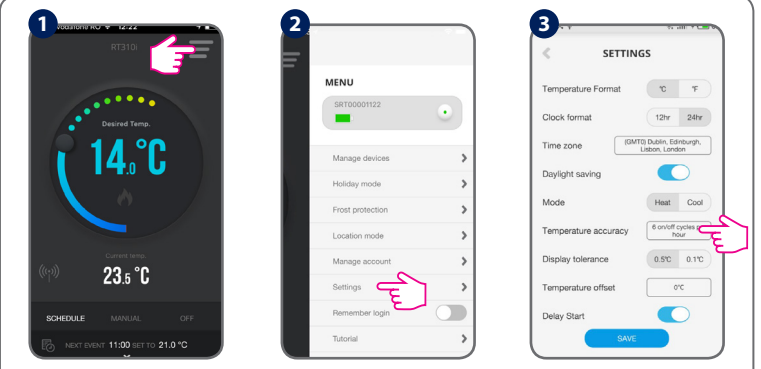 1
vodafone RO 12:22
RT310i
Desired Temp.
14.0°C
Current temp.
23.5°C
SCHEDULE MANUAL OFF
NEXT EVENT 11:00 SET TO 21.0 °C
2
MENU
SRT00001122
Manage devices
Holiday mode
Frost protection
Location mode
Manage account
Settings
Remember login
Tutorial
3
SETTINGS
Temperature Format °C °F
Clock format 12hr 24hr
Time zone (GMT0) Dublin, Edinburgh,
Lisbon, London
Daylight saving
Mode Heat Cool
Temperature accuracy 6 on/off cycles
hour
Display tolerance 0.5°C 0.1°C
Temperature offset 0°C
Delay Start
SAVE